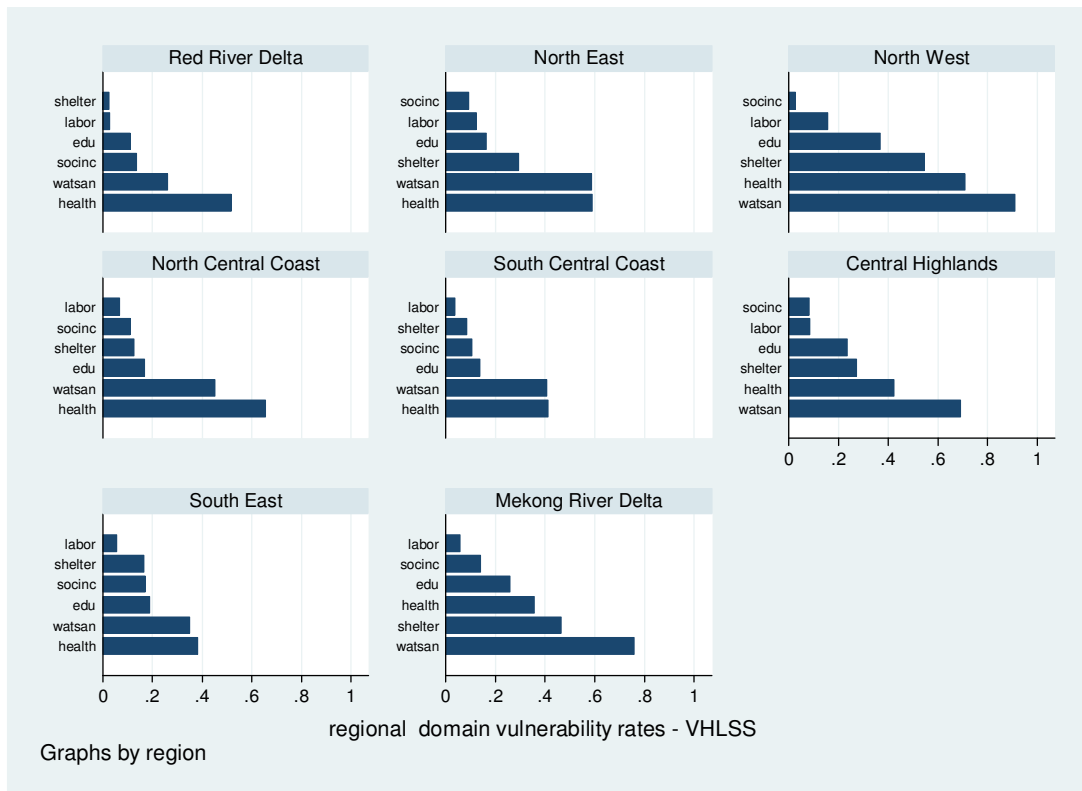 Red River Delta
shelter
labor
edu
socinc
watsan
health
North East
socinc
labor
edu
shelter
watsan
health
North West
socinc
labor
edu
shelter
health
watsan
North Central Coast
labor
socinc
shelter
edu
watsan
health
South Central Coast
labor
shelter
socinc
edu
watsan
health
Central Highlands
socinc
labor
edu
shelter
health
watsan
0 .2 .4 .6 .8 1
South East
labor
shelter
socinc
edu
watsan
health
0 .2 .4 .6 .8 1
Mekong River Delta
labor
socinc
edu
health
shelter
watsan
0 .2 .4 .6 .8 1
regional  domain vulnerability rates - VHLSS
Graphs by region